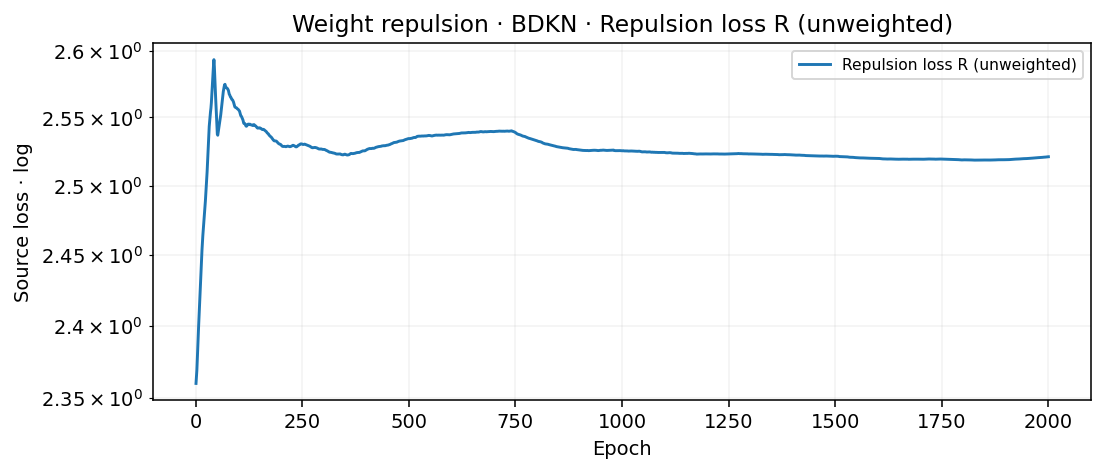 Weight repulsion · BDKN · Repulsion loss R (unweighted)
Repulsion loss R (unweighted)
Source loss · log
2.6 × 10⁰
2.55 × 10⁰
2.5 × 10⁰
2.45 × 10⁰
2.4 × 10⁰
2.35 × 10⁰
0 250 500 750 1000 1250 1500 1750 2000
Epoch